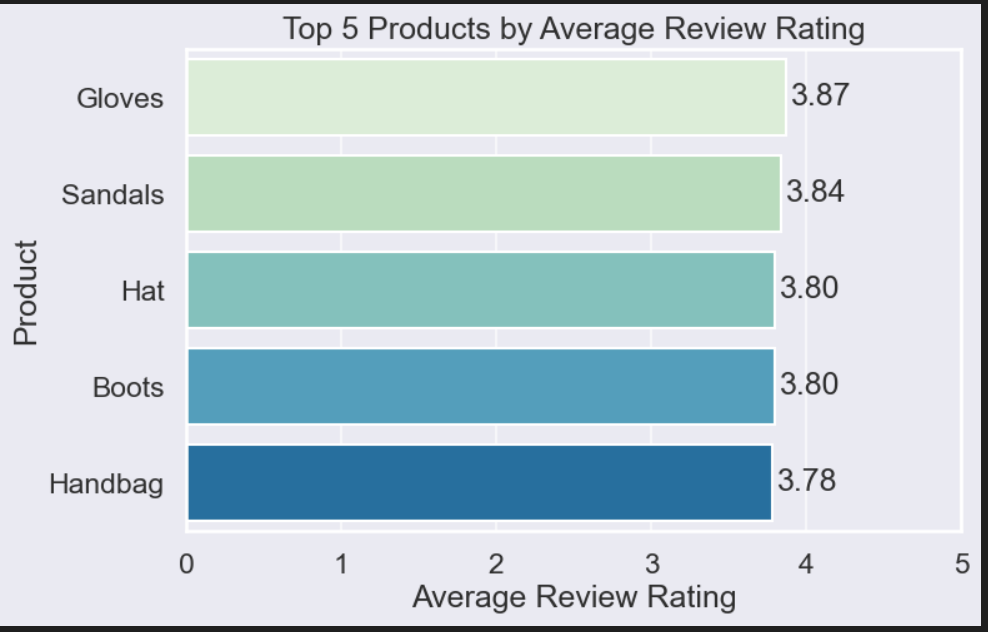 Top 5 Products by Average Review Rating
Gloves 3.87
Sandals 3.84
Hat 3.80
Boots 3.80
Handbag 3.78
Product
0 1 2 3 4 5
Average Review Rating